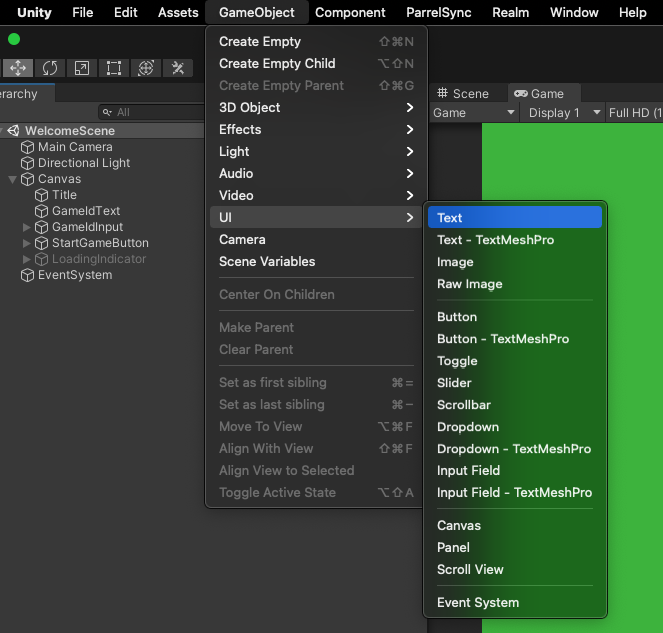 Unity File Edit Assets GameObject Component ParrelSync Realm Window Help
erarchy
All
WelcomeScene
Main Camera
Directional Light
Canvas
Title
GameIdText
GameIdInput
StartGameButton
LoadingIndicator
EventSystem
Create Empty ⇧⌘N
Create Empty Child ⌥⇧N
Create Empty Parent ⇧⌘G
3D Object
Effects
Light
Audio
Video
UI
Camera
Scene Variables
Center On Children
Make Parent
Clear Parent
Set as first sibling ⌘=
Set as last sibling ⌘-
Move To View ⌥⌘F
Align With View ⇧⌘F
Align View to Selected
Toggle Active State ⌥⇧A
Scene Game
Game Display 1 Full HD (1
Text
Text - TextMeshPro
Image
Raw Image
Button
Button - TextMeshPro
Toggle
Slider
Scrollbar
Dropdown
Dropdown - TextMeshPro
Input Field
Input Field - TextMeshPro
Canvas
Panel
Scroll View
Event System